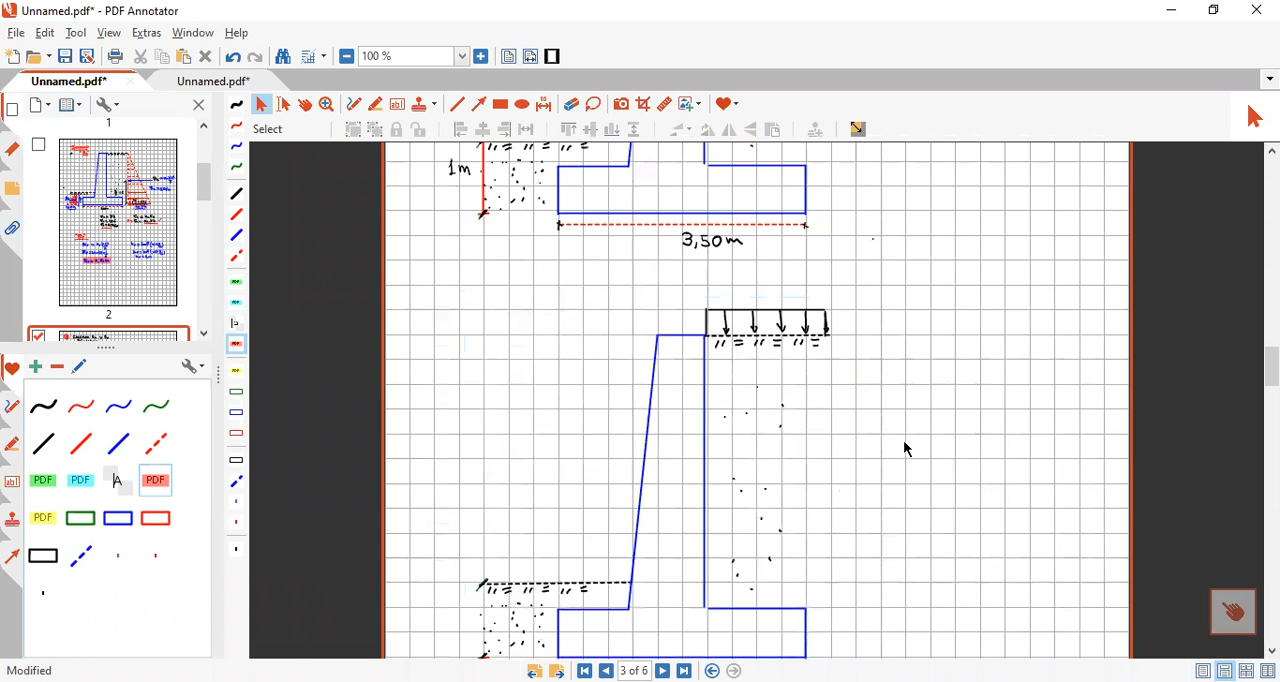 Unnamed.pdf* - PDF Annotator
File Edit Tool View Extras Window Help
100 %
Unnamed.pdf* Unnamed.pdf*
Select
1
2
1m
3,50m
PDF PDF A PDF
PDF
Modified
3 of 6